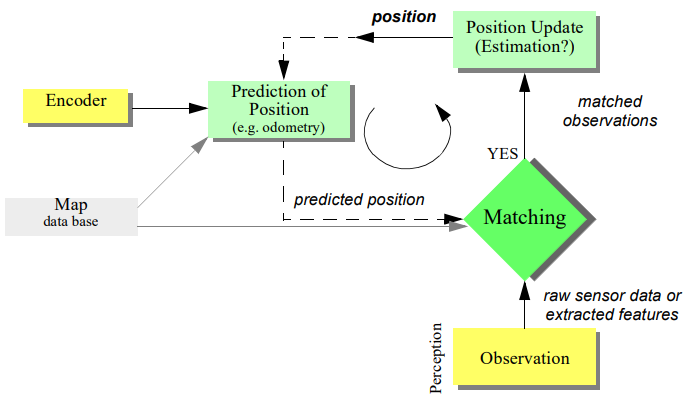 position
Position Update
(Estimation?)
Encoder
Prediction of
Position
(e.g. odometry)
matched
observations
YES
Map
data base
predicted position
Matching
raw sensor data or
extracted features
Perception
Observation